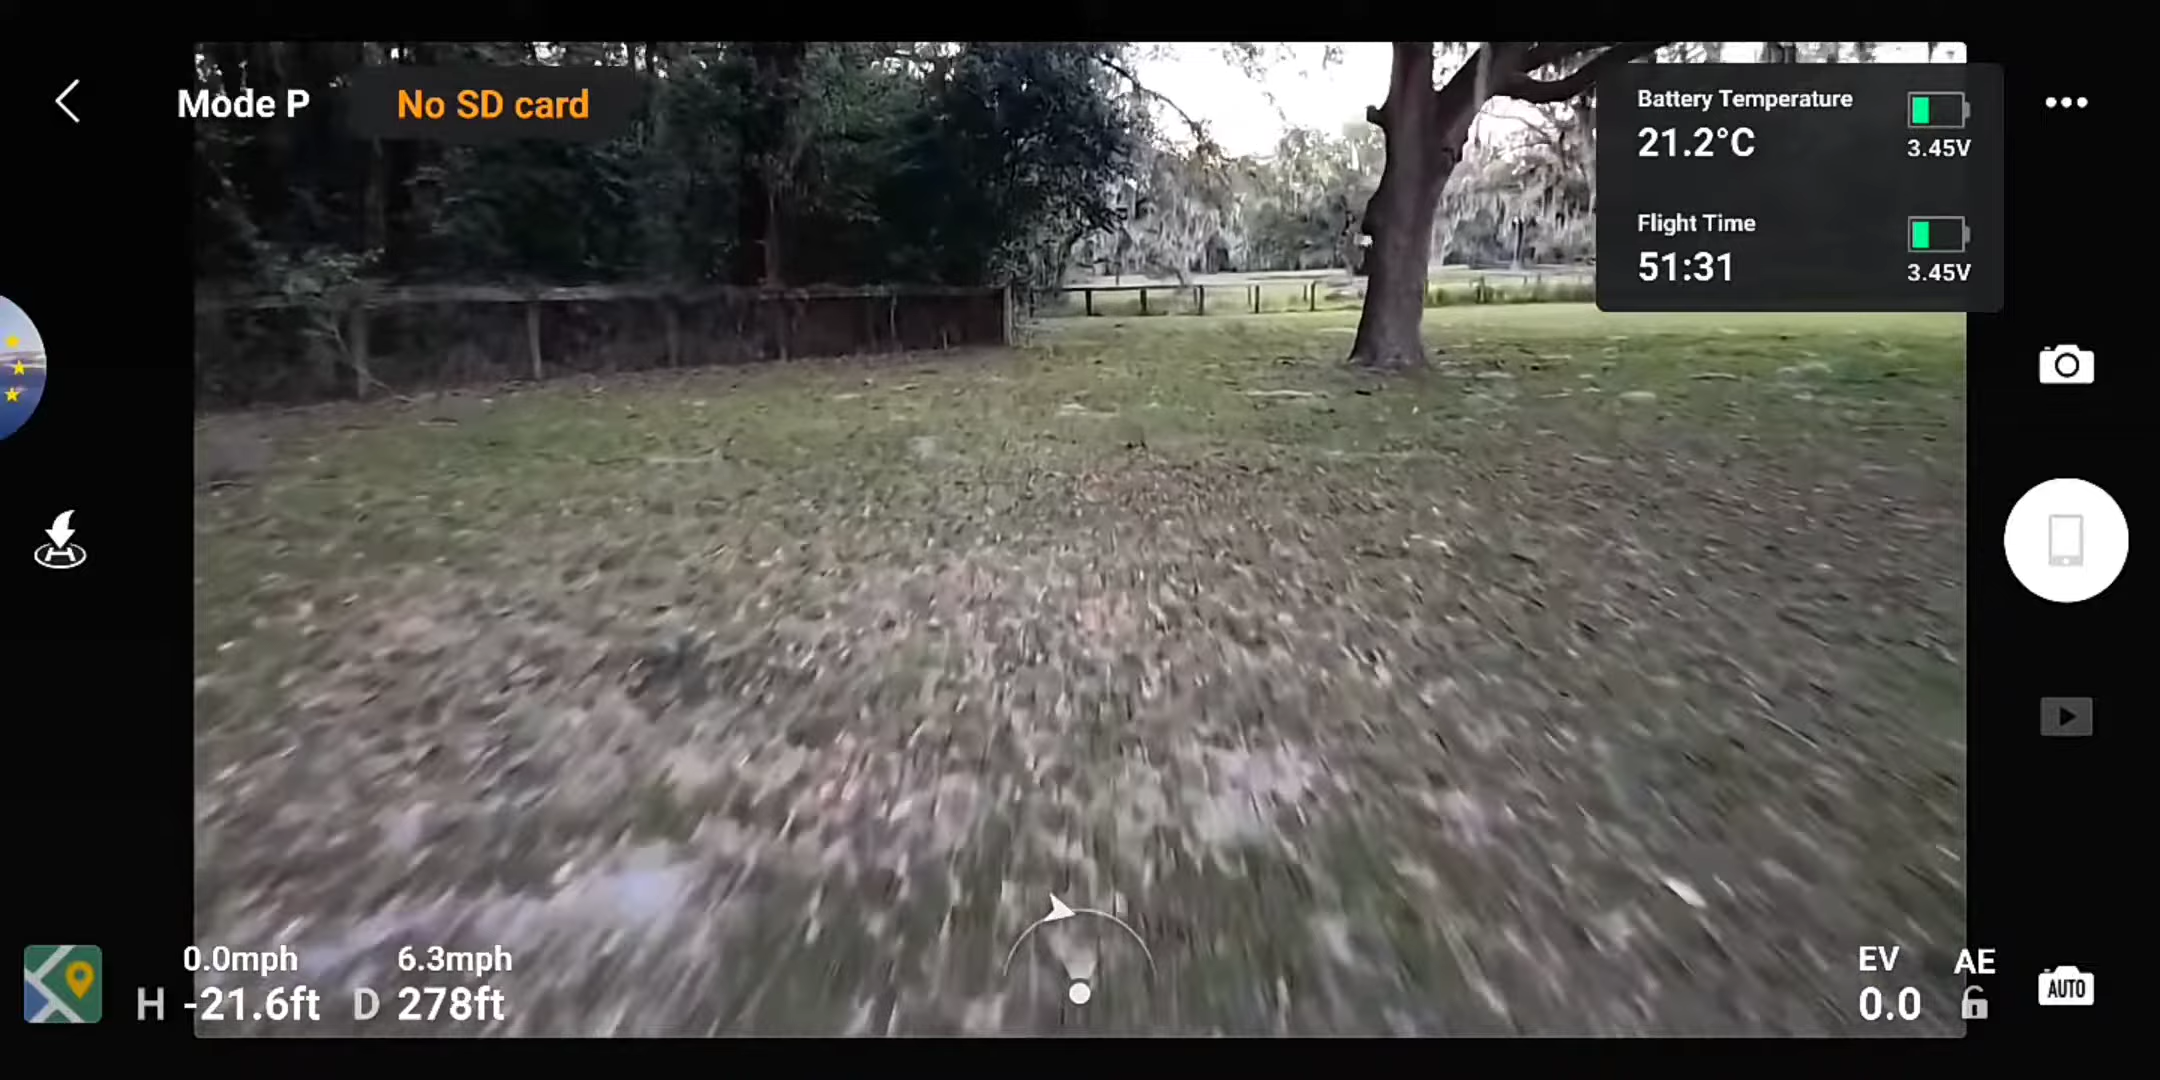 Mode P
No SD card
Battery Temperature
21.2°C
3.45V
Flight Time
51:31
3.45V
0.0mph 6.3mph
H -21.6ft D 278ft
EV AE
0.0
AUTO